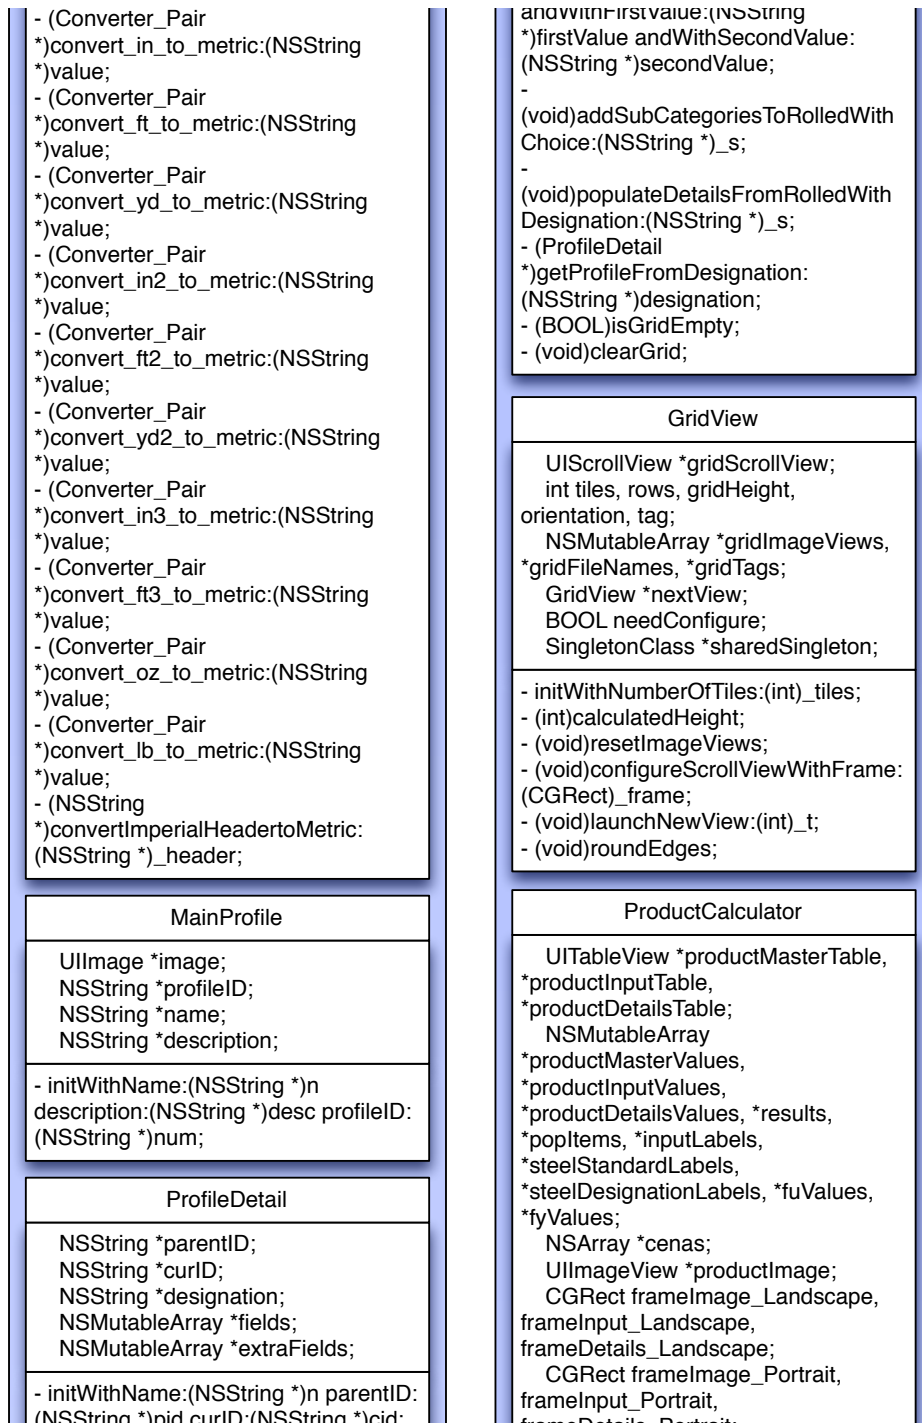 - (Converter_Pair
*)convert_in_to_metric:(NSString
*)value;
- (Converter_Pair
*)convert_ft_to_metric:(NSString
*)value;
- (Converter_Pair
*)convert_yd_to_metric:(NSString
*)value;
- (Converter_Pair
*)convert_in2_to_metric:(NSString
*)value;
- (Converter_Pair
*)convert_ft2_to_metric:(NSString
*)value;
- (Converter_Pair
*)convert_yd2_to_metric:(NSString
*)value;
- (Converter_Pair
*)convert_in3_to_metric:(NSString
*)value;
- (Converter_Pair
*)convert_ft3_to_metric:(NSString
*)value;
- (Converter_Pair
*)convert_oz_to_metric:(NSString
*)value;
- (Converter_Pair
*)convert_lb_to_metric:(NSString
*)value;
- (NSString
*)convertImperialHeadertoMetric:
(NSString *)_header;
MainProfile
UIImage *image;
NSString *profileID;
NSString *name;
NSString *description;
- initWithName:(NSString *)n
description:(NSString *)desc profileID:
(NSString *)num;
ProfileDetail
NSString *parentID;
NSString *curID;
NSString *designation;
NSMutableArray *fields;
NSMutableArray *extraFields;
- initWithName:(NSString *)n parentID:
(NSString *)pid curID:(NSString *)cid;
andWithFirstValue:(NSString
*)firstValue andWithSecondValue:
(NSString *)secondValue;
-
(void)addSubCategoriesToRolledWith
Choice:(NSString *)_s;
-
(void)populateDetailsFromRolledWith
Designation:(NSString *)_s;
- (ProfileDetail
*)getProfileFromDesignation:
(NSString *)designation;
- (BOOL)isGridEmpty;
- (void)clearGrid;
GridView
UIScrollView *gridScrollView;
int tiles, rows, gridHeight,
orientation, tag;
NSMutableArray *gridImageViews,
*gridFileNames, *gridTags;
GridView *nextView;
BOOL needConfigure;
SingletonClass *sharedSingleton;
- initWithNumberOfTiles:(int)_tiles;
- (int)calculatedHeight;
- (void)resetImageViews;
- (void)configureScrollViewWithFrame:
(CGRect)_frame;
- (void)launchNewView:(int)_t;
- (void)roundEdges;
ProductCalculator
UITableView *productMasterTable,
*productInputTable,
*productDetailsTable;
NSMutableArray
*productMasterValues,
*productInputValues,
*productDetailsValues, *results,
*popItems, *inputLabels,
*steelStandardLabels,
*steelDesignationLabels, *fuValues,
*fyValues;
NSArray *cenas;
UIImageView *productImage;
CGRect frameImage_Landscape,
frameInput_Landscape,
frameDetails_Landscape;
CGRect frameImage_Portrait,
frameInput_Portrait,
frameDetails_Portrait;